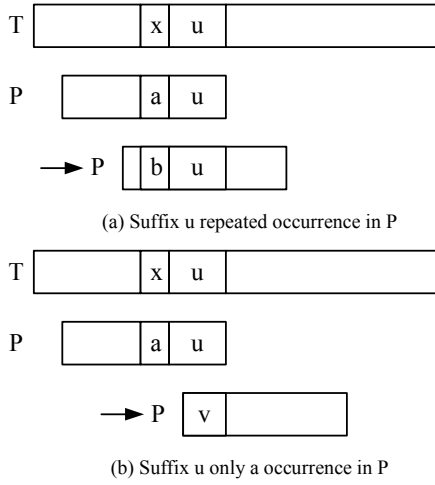 T x u
P a u
P b u
(a) Suffix u repeated occurrence in P
T x u
P a u
P v
(b) Suffix u only a occurrence in P